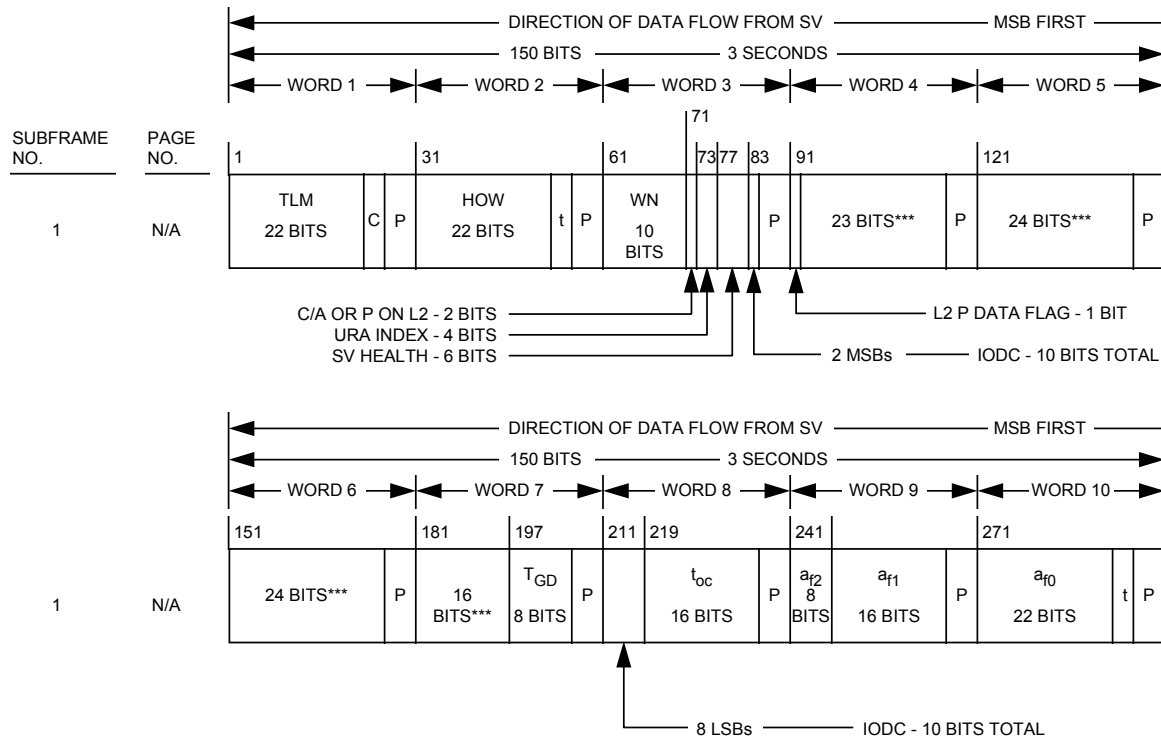 DIRECTION OF DATA FLOW FROM SV MSB FIRST
150 BITS 3 SECONDS
WORD 1 WORD 2 WORD 3 WORD 4 WORD 5
71
SUBFRAME NO. PAGE NO.
1 31 61 73 77 83 91 121
1 N/A
TLM 22 BITS
C
P
HOW 22 BITS
t
P
WN 10 BITS
P
23 BITS***
P
24 BITS***
P
C/A OR P ON L2 - 2 BITS
URA INDEX - 4 BITS
SV HEALTH - 6 BITS
L2 P DATA FLAG - 1 BIT
2 MSBs IODC - 10 BITS TOTAL
DIRECTION OF DATA FLOW FROM SV MSB FIRST
150 BITS 3 SECONDS
WORD 6 WORD 7 WORD 8 WORD 9 WORD 10
151 181 197 211 219 241 271
1 N/A
24 BITS***
P
16 BITS***
TGD 8 BITS
P
toc 16 BITS
P
af2 8 BITS
af1 16 BITS
P
af0 22 BITS
t
P
8 LSBs IODC - 10 BITS TOTAL